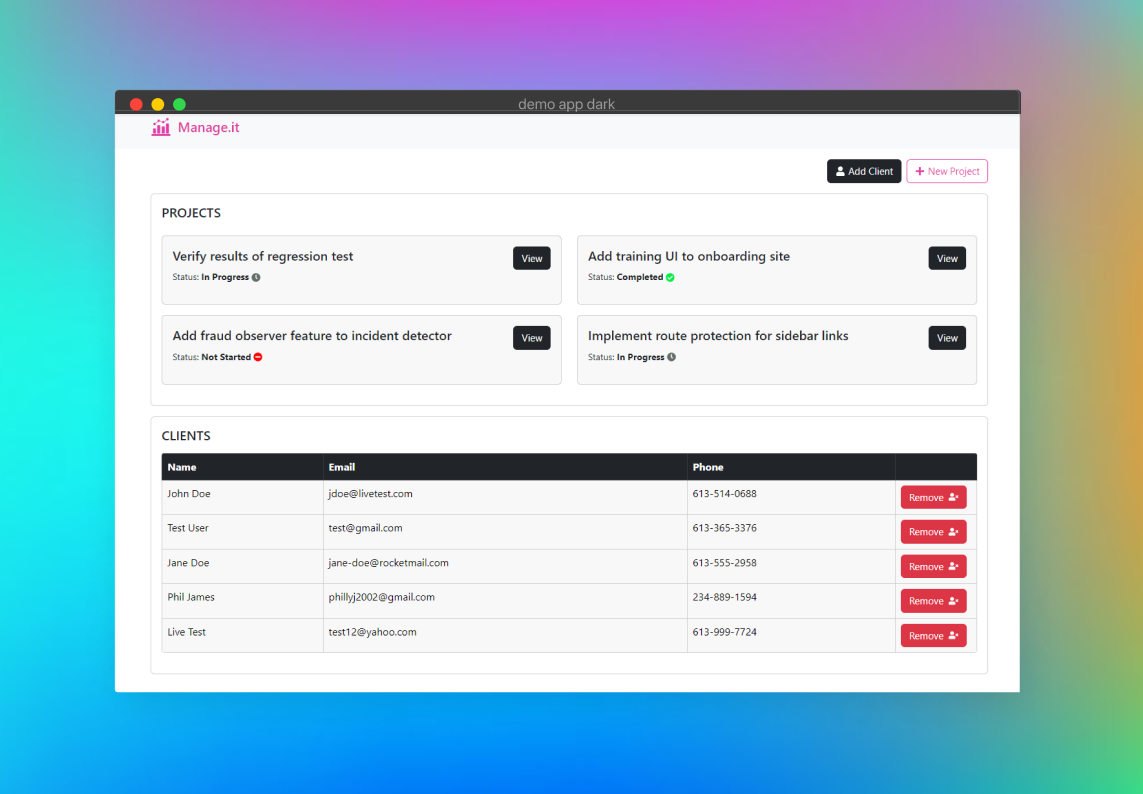 demo app dark
Manage.it
Add Client
New Project
PROJECTS
Verify results of regression test
View
Status: In Progress
Add training UI to onboarding site
View
Status: Completed
Add fraud observer feature to incident detector
View
Status: Not Started
Implement route protection for sidebar links
View
Status: In Progress
CLIENTS
Name Email Phone
John Doe jdoe@livetest.com 613-514-0688 Remove
Test User test@gmail.com 613-365-3376 Remove
Jane Doe jane-doe@rocketmail.com 613-555-2958 Remove
Phil James phillyj2002@gmail.com 234-889-1594 Remove
Live Test test12@yahoo.com 613-999-7724 Remove